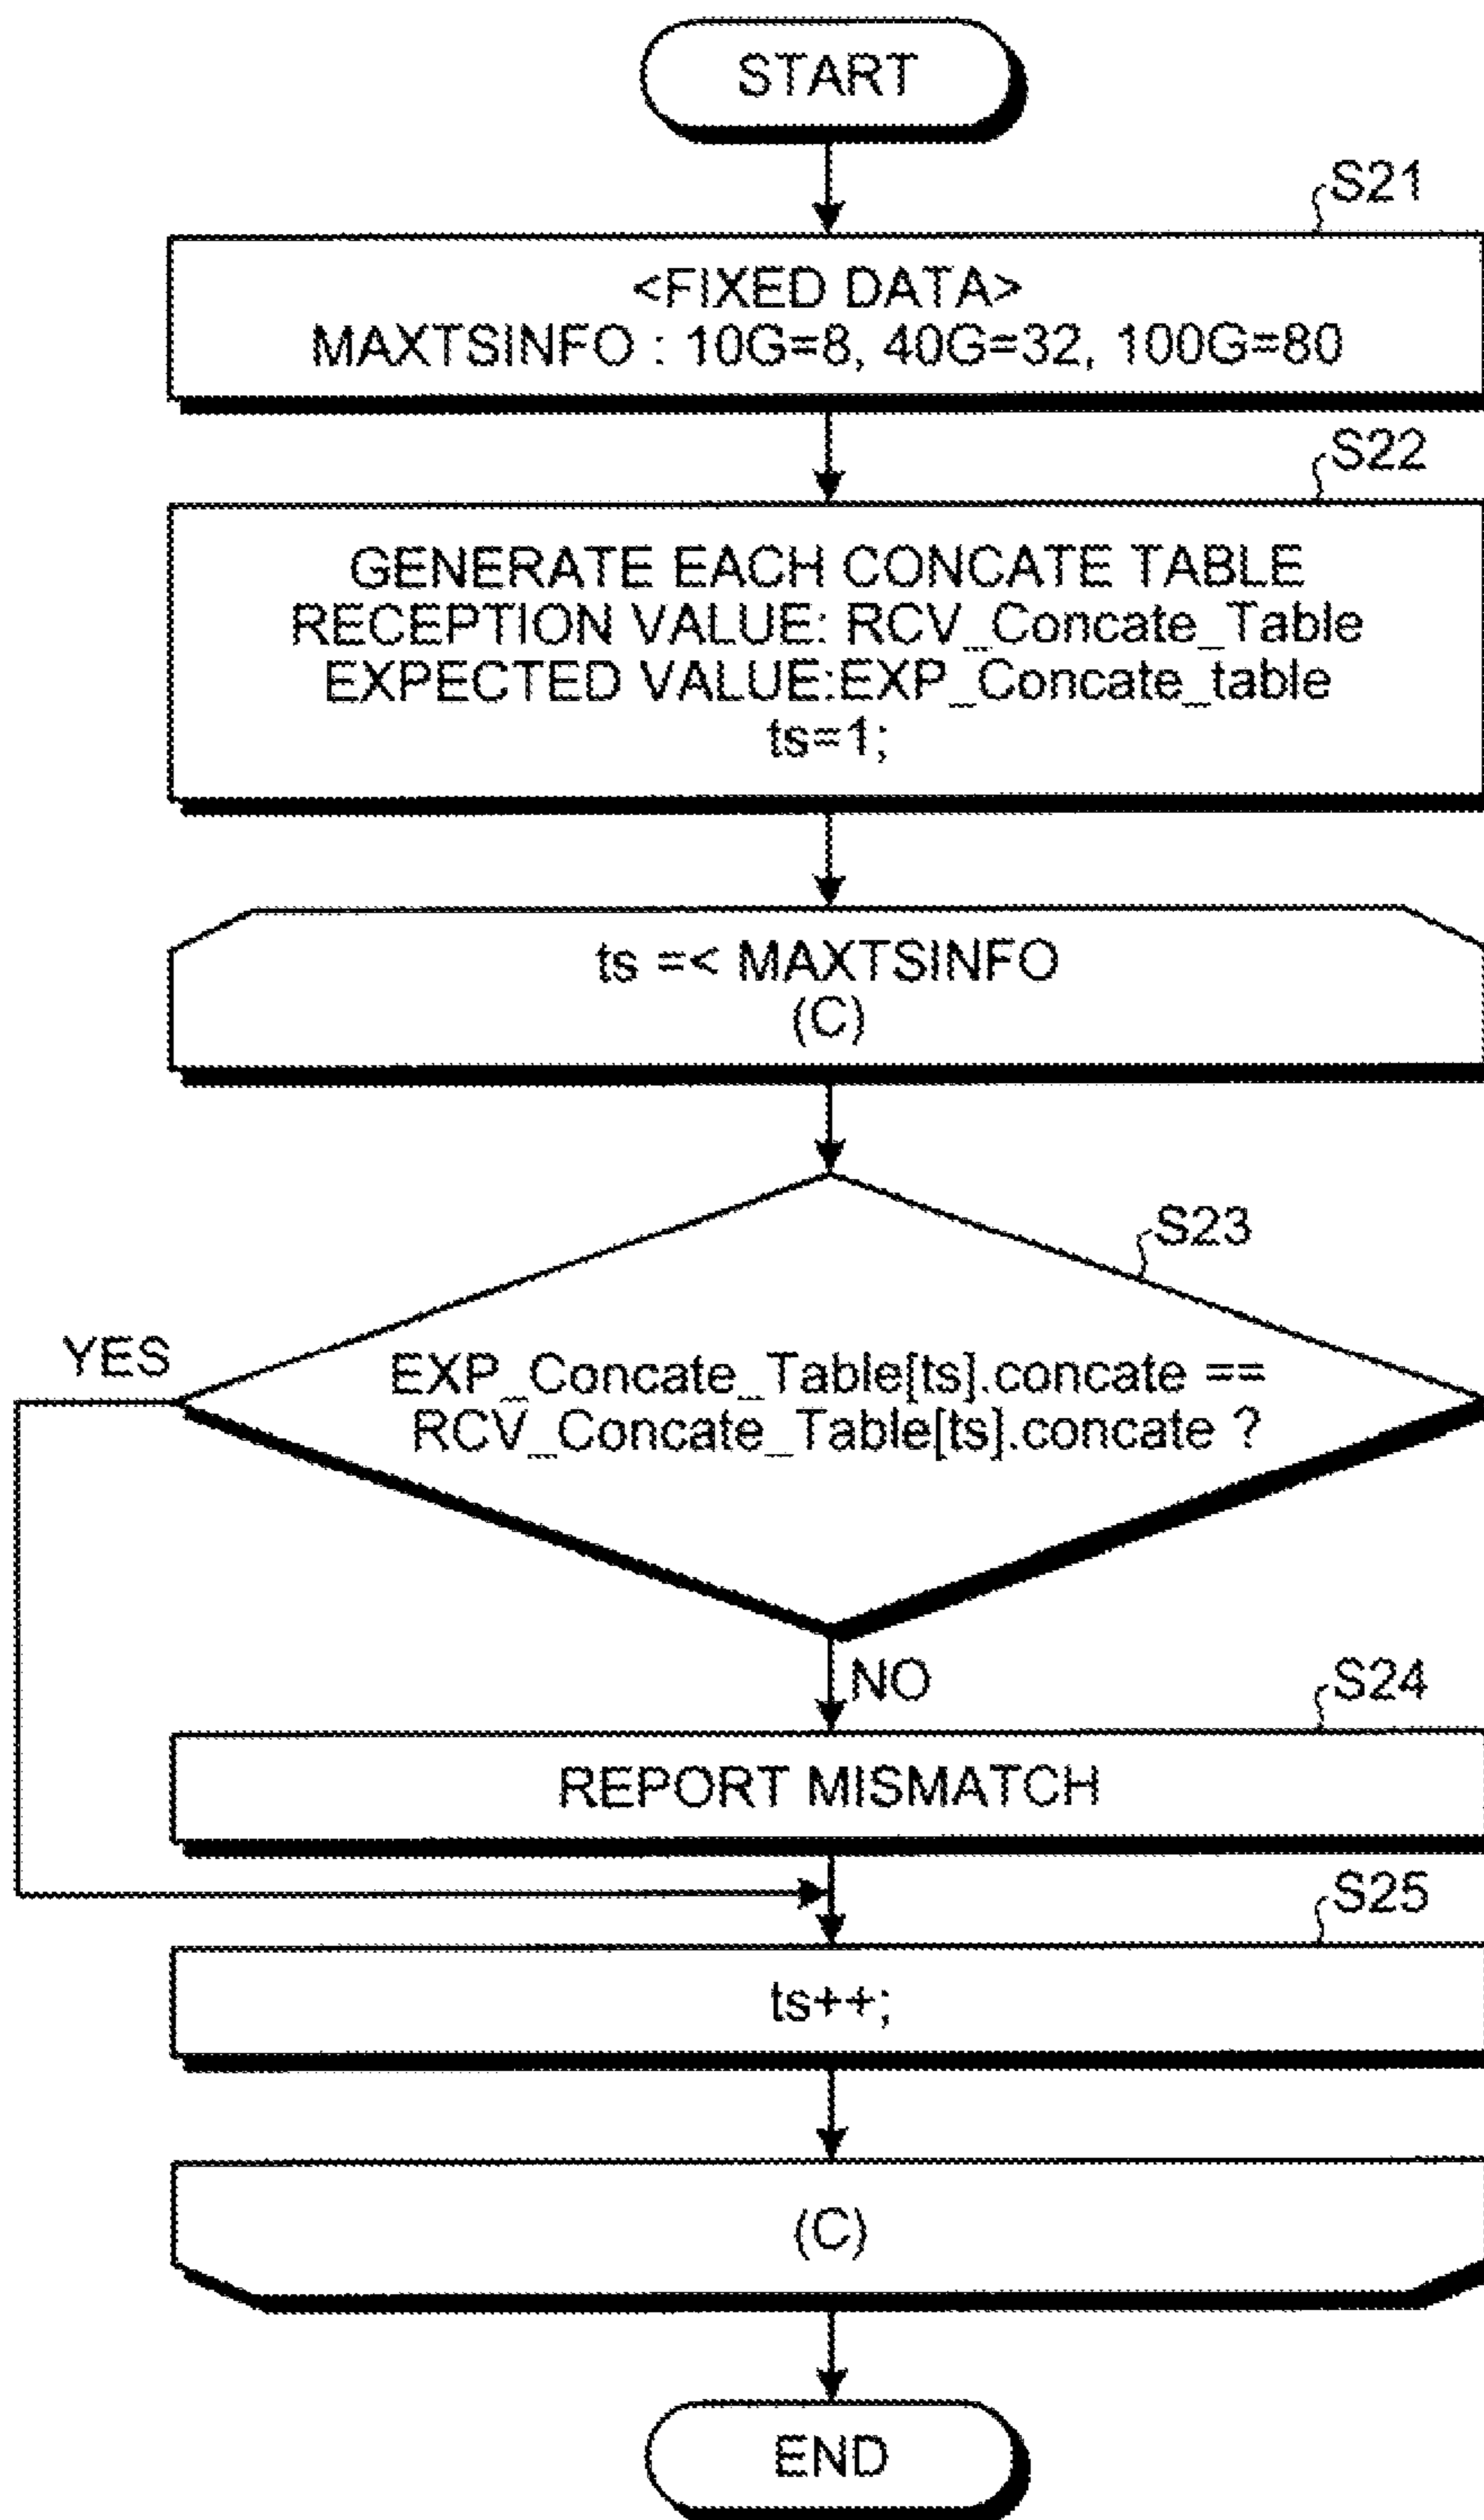 START
S21
<FIXED DATA>
MAXTSINFO : 10G=8, 40G=32, 100G=80
S22
GENERATE EACH CONCATE TABLE
RECEPTION VALUE: RCV_Concate_Table
EXPECTED VALUE:EXP_Concate_table
ts=1;
ts =< MAXTSINFO
(C)
S23
YES
EXP_Concate_Table[ts].concate ==
RCV_Concate_Table[ts].concate ?
NO
S24
REPORT MISMATCH
S25
ts++;
(C)
END